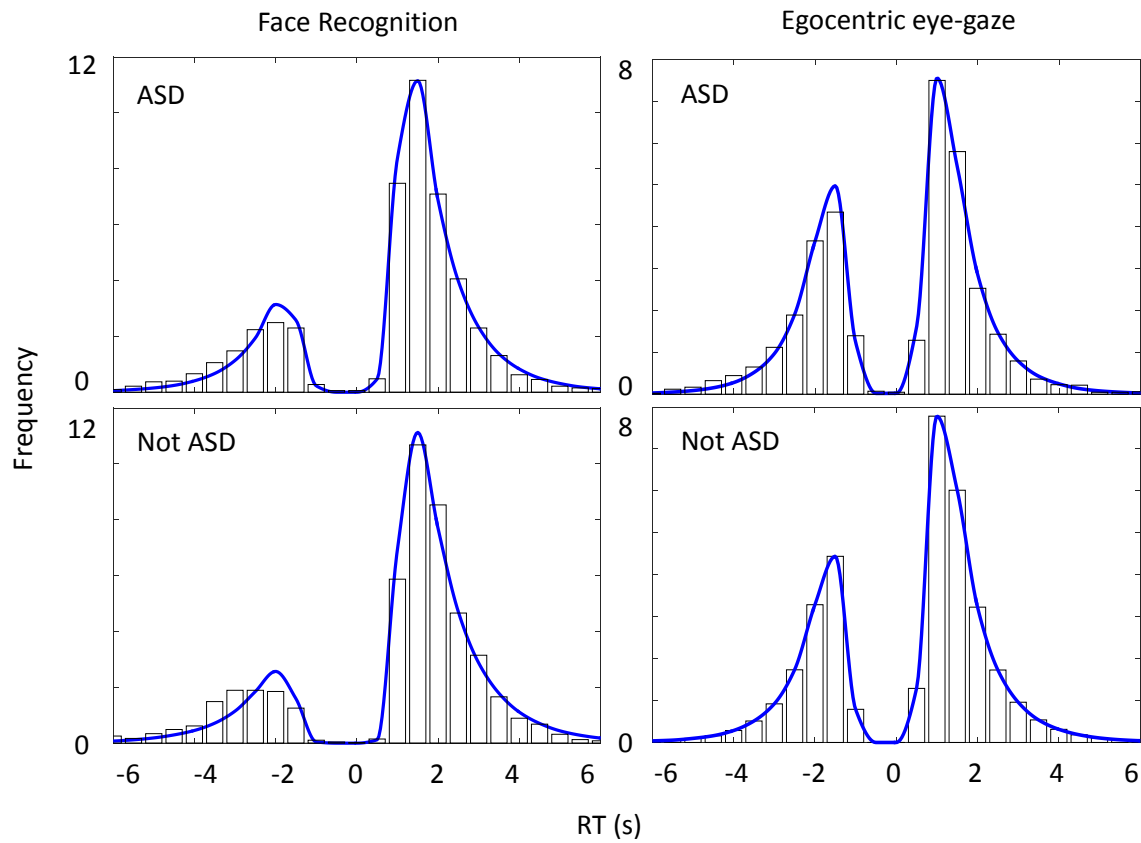 Face Recognition
Egocentric eye-gaze
12
ASD
0
8
ASD
0
Frequency
12
Not ASD
0
8
Not ASD
0
-6 -4 -2 0 2 4 6
-6 -4 -2 0 2 4 6
RT (s)